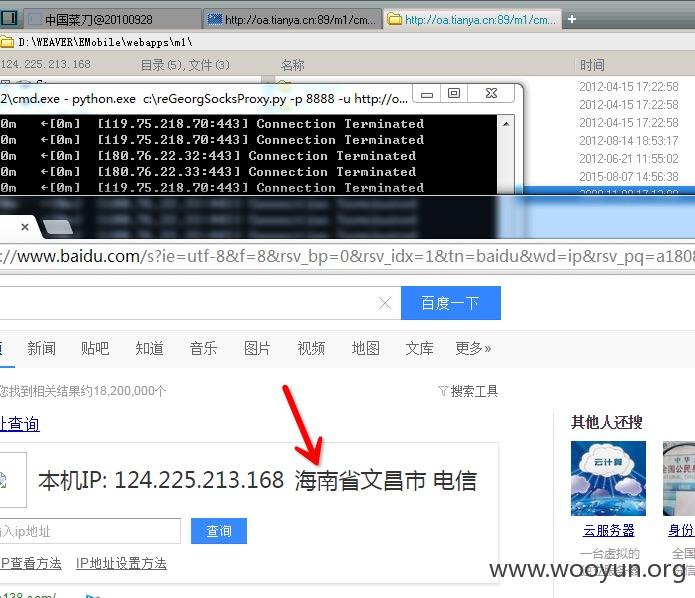 中国菜刀@20100928 http://oa.tianya.cn:89/m1/cm... http://oa.tianya.cn:89/m1/cm...
D:\WEAVER\EMobile\webapps\m1\
124.225.213.168 目录(5),文件(3) 名称 时间
2012-04-15 17:22:58
2\cmd.exe - python.exe c:\reGeorgSocksProxy.py -p 8888 -u http://o...
2012-04-15 17:22:58
0m ←[0m] [119.75.218.70:443] Connection Terminated
2012-04-15 17:22:58
0m ←[0m] [119.75.218.70:443] Connection Terminated
2012-08-14 18:53:17
0m ←[0m] [180.76.22.32:443] Connection Terminated
2012-06-21 11:55:02
0m ←[0m] [180.76.22.33:443] Connection Terminated
2015-08-07 14:56:38
0m ←[0m] [119.75.218.70:443] Connection Terminated
://www.baidu.com/s?ie=utf-8&f=8&rsv_bp=0&rsv_idx=1&tn=baidu&wd=ip&rsv_pq=a1808
百度一下
新闻 贴吧 知道 音乐 图片 视频 地图 文库 更多»
您找到相关结果约18,200,000个 搜索工具
址查询
其他人还搜
本机IP: 124.225.213.168 海南省文昌市 电信
云计算
输入ip地址 查询
云服务器 身份
IP查看方法 IP地址设置方法
一台虚拟的 全国
www.wooyun.org
138.com/